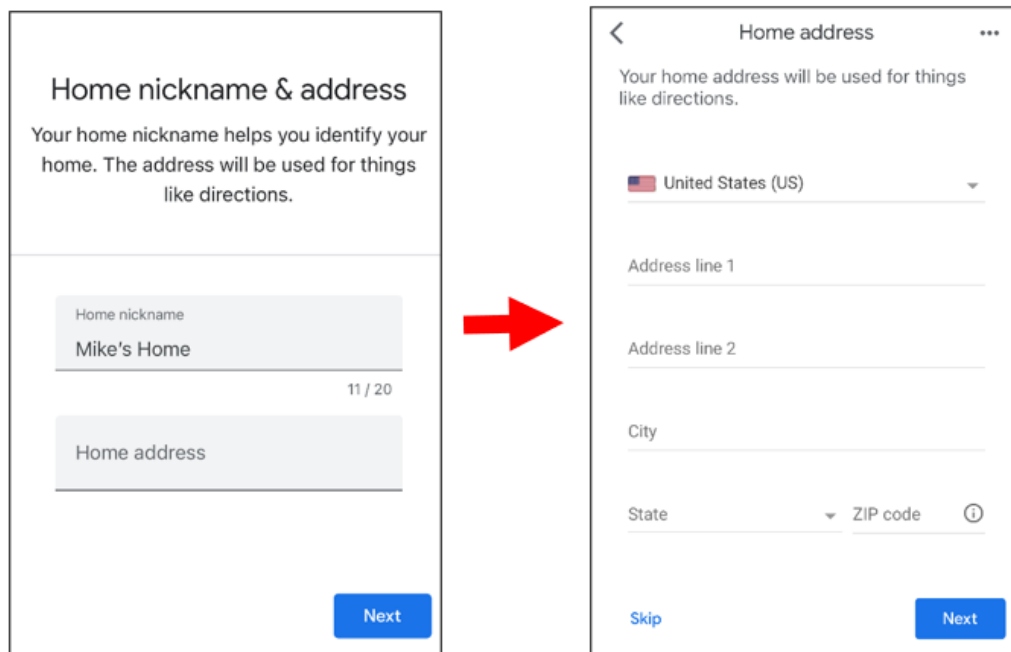 Home nickname & address
Your home nickname helps you identify your
home. The address will be used for things
like directions.
Home nickname
Mike's Home
11 / 20
Home address
Next
Home address
Your home address will be used for things
like directions.
United States (US)
Address line 1
Address line 2
City
State
ZIP code
Skip
Next